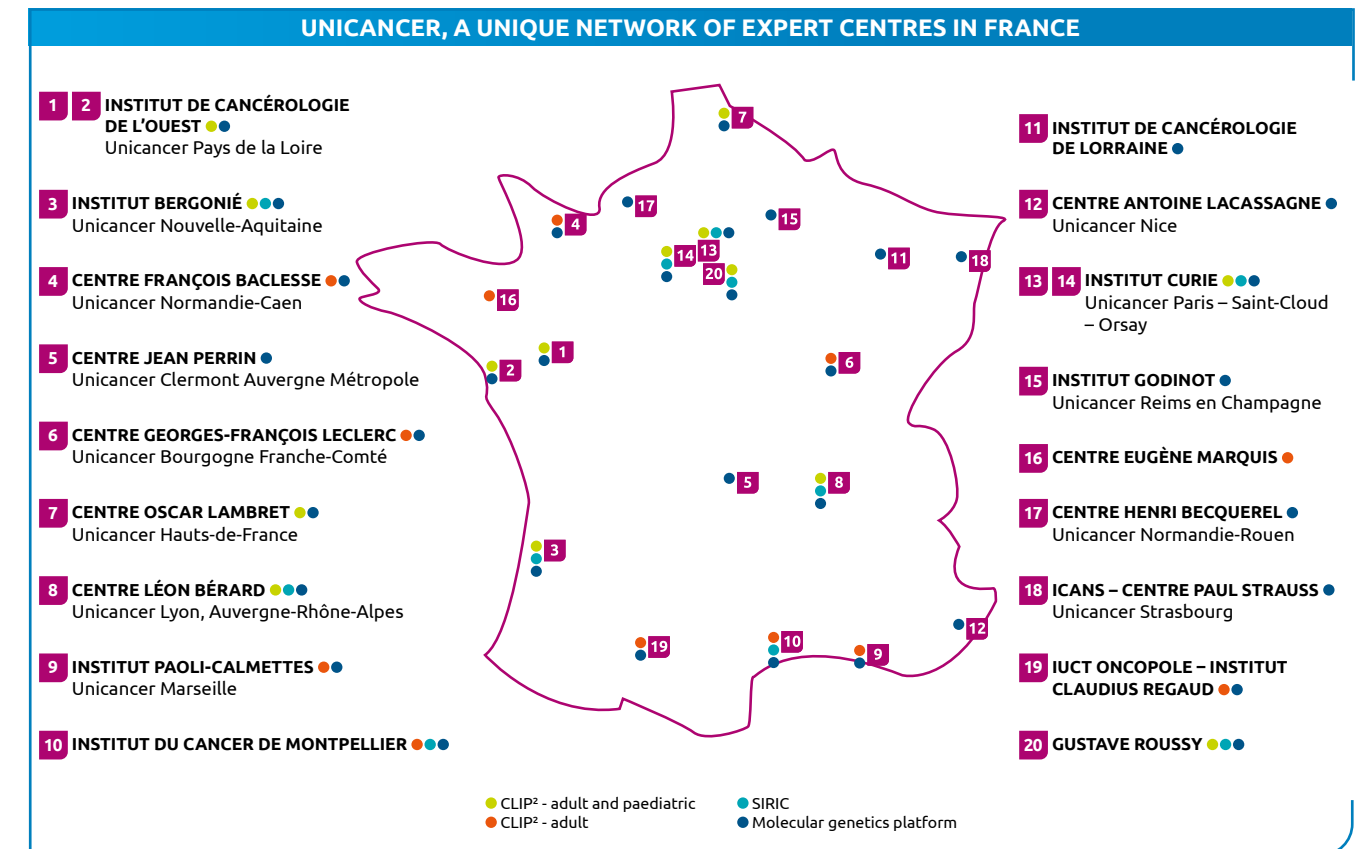 UNICANCER, A UNIQUE NETWORK OF EXPERT CENTRES IN FRANCE
1 2 INSTITUT DE CANCÉROLOGIE
DE L'OUEST
Unicancer Pays de la Loire
3 INSTITUT BERGONIÉ
Unicancer Nouvelle-Aquitaine
4 CENTRE FRANÇOIS BACLESSE
Unicancer Normandie-Caen
5 CENTRE JEAN PERRIN
Unicancer Clermont Auvergne Métropole
6 CENTRE GEORGES-FRANÇOIS LECLERC
Unicancer Bourgogne Franche-Comté
7 CENTRE OSCAR LAMBRET
Unicancer Hauts-de-France
8 CENTRE LÉON BÉRARD
Unicancer Lyon, Auvergne-Rhône-Alpes
9 INSTITUT PAOLI-CALMETTES
Unicancer Marseille
10 INSTITUT DU CANCER DE MONTPELLIER
7
17
4
15
13
14
20
11
18
16
1
2
6
5
8
3
12
19
10
9
11 INSTITUT DE CANCÉROLOGIE
DE LORRAINE
12 CENTRE ANTOINE LACASSAGNE
Unicancer Nice
13 14 INSTITUT CURIE
Unicancer Paris – Saint-Cloud
– Orsay
15 INSTITUT GODINOT
Unicancer Reims en Champagne
16 CENTRE EUGÈNE MARQUIS
17 CENTRE HENRI BECQUEREL
Unicancer Normandie-Rouen
18 ICANS – CENTRE PAUL STRAUSS
Unicancer Strasbourg
19 IUCT ONCOPOLE – INSTITUT
CLAUDIUS REGAUD
20 GUSTAVE ROUSSY
CLIP² - adult and paediatric
CLIP² - adult
SIRIC
Molecular genetics platform